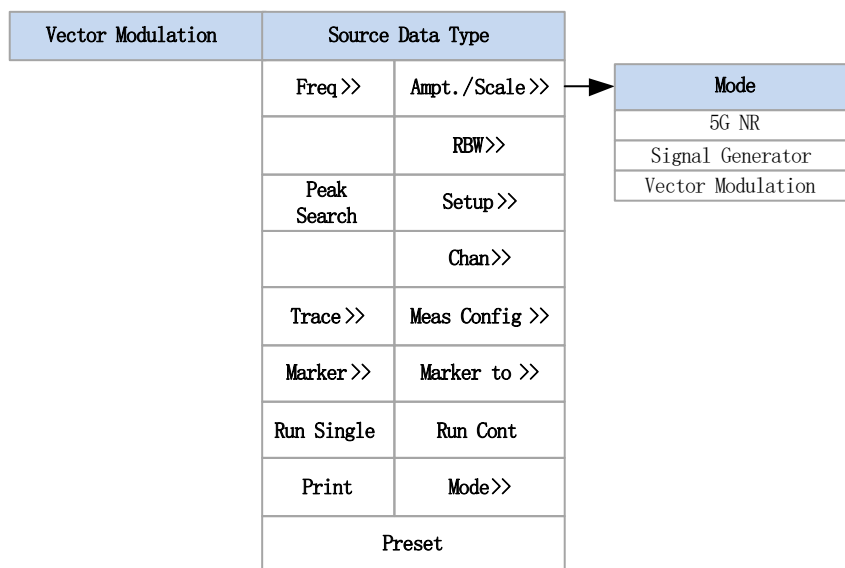 Vector Modulation
Source Data Type
Freq>>
Ampt./Scale>>
Mode
5G NR
RBW>>
Signal Generator
Vector Modulation
Peak
Search
Setup>>
Chan>>
Trace>>
Meas Config >>
Marker>>
Marker to >>
Run Single
Run Cont
Print
Mode>>
Preset